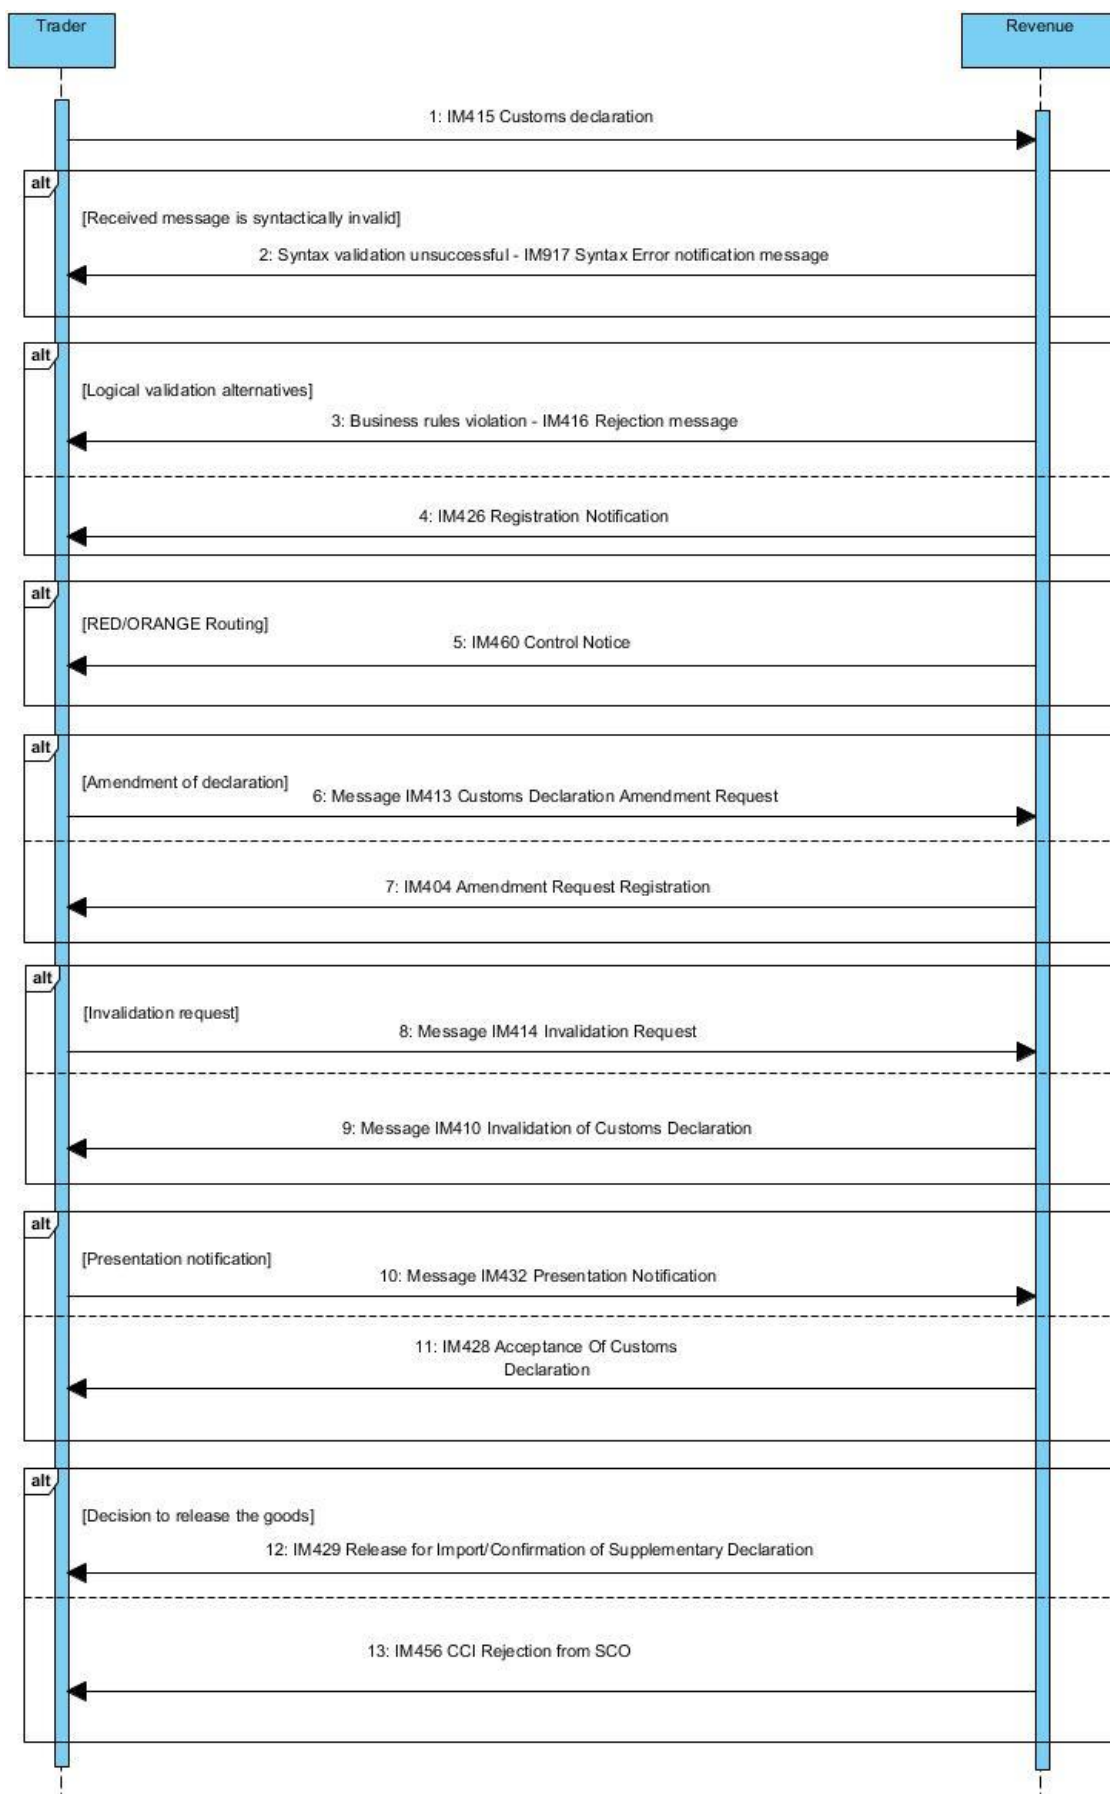 Trader
Revenue
1: IM415 Customs declaration
alt
[Received message is syntactically invalid]
2: Syntax validation unsuccessful - IM917 Syntax Error notification message
alt
[Logical validation alternatives]
3: Business rules violation - IM416 Rejection message
4: IM426 Registration Notification
alt
[RED/ORANGE Routing]
5: IM460 Control Notice
alt
[Amendment of declaration]
6: Message IM413 Customs Declaration Amendment Request
7: IM404 Amendment Request Registration
alt
[Invalidation request]
8: Message IM414 Invalidation Request
9: Message IM410 Invalidation of Customs Declaration
alt
[Presentation notification]
10: Message IM432 Presentation Notification
11: IM428 Acceptance Of Customs
Declaration
alt
[Decision to release the goods]
12: IM429 Release for Import/Confirmation of Supplementary Declaration
13: IM456 CCI Rejection from SCO